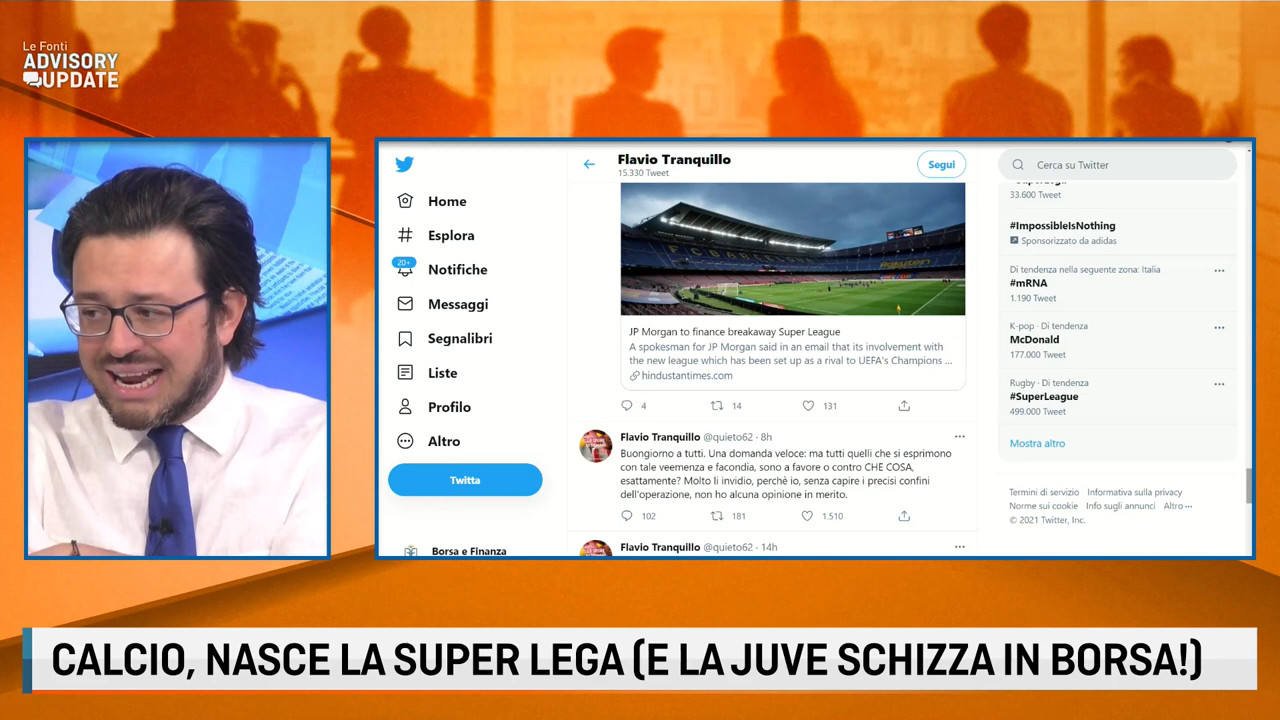 Le Fonti
ADVISORY
UPDATE
Home
Esplora
20+
Notifiche
Messaggi
Segnalibri
Liste
Profilo
Altro
Twitta
Borsa e Finanza
Flavio Tranquillo
15.330 Tweet
Segui
F C BARCELONA
Rakuten
JP Morgan to finance breakaway Super League
A spokesman for JP Morgan said in an email that its involvement with
the new league which has been set up as a rival to UEFA's Champions ...
hindustantimes.com
4 14 131
Flavio Tranquillo @quieto62 · 8h
Buongiorno a tutti. Una domanda veloce: ma tutti quelli che si esprimono
con tale veemenza e facondia, sono a favore o contro CHE COSA,
esattamente? Molto li invidio, perchè io, senza capire i precisi confini
dell'operazione, non ho alcuna opinione in merito.
102 181 1.510
Flavio Tranquillo @quieto62 · 14h
Cerca su Twitter
33.600 Tweet
#ImpossibleIsNothing
Sponsorizzato da adidas
Di tendenza nella seguente zona: Italia
#mRNA
1.190 Tweet
K-pop · Di tendenza
McDonald
177.000 Tweet
Rugby · Di tendenza
#SuperLeague
499.000 Tweet
Mostra altro
Termini di servizio Informativa sulla privacy
Norme sui cookie Info sugli annunci Altro ···
© 2021 Twitter, Inc.
CALCIO, NASCE LA SUPER LEGA (E LA JUVE SCHIZZA IN BORSA!)